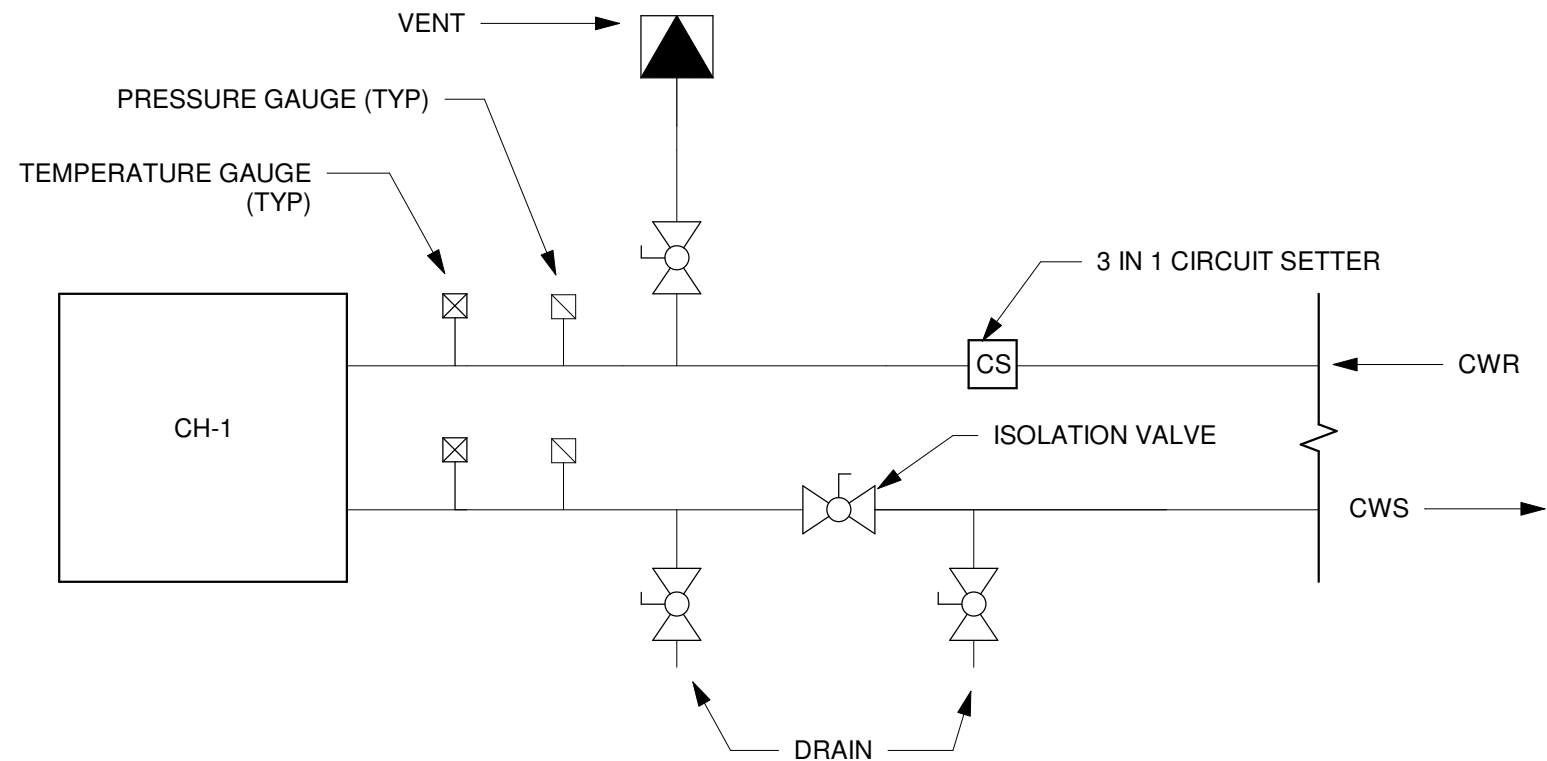 VENT
PRESSURE GAUGE (TYP)
TEMPERATURE GAUGE
(TYP)
3 IN 1 CIRCUIT SETTER
CS
CWR
CH-1
ISOLATION VALVE
CWS
DRAIN